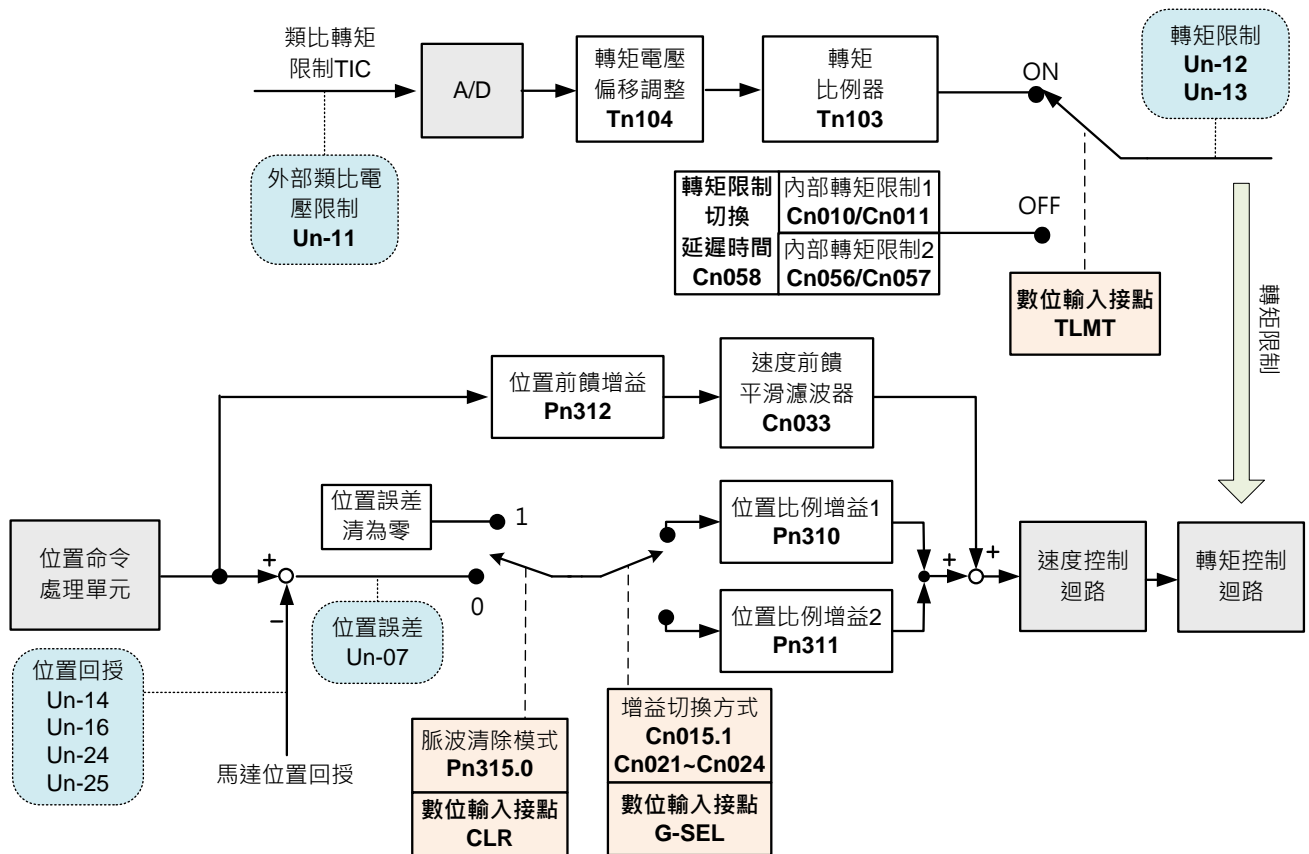 類比轉矩
限制TIC
A/D
轉矩電壓
偏移調整
Tn104
轉矩
比例器
Tn103
ON
轉矩限制
Un-12
Un-13
外部類比電
壓限制
Un-11
轉矩限制
切換
延遲時間
Cn058
內部轉矩限制1
Cn010/Cn011
內部轉矩限制2
Cn056/Cn057
OFF
數位輸入接點
TLMT
轉矩限制
位置前饋增益
Pn312
速度前饋
平滑濾波器
Cn033
位置誤差
清為零
1
位置命令
處理單元
+
−
0
位置誤差
Un-07
位置比例增益1
Pn310
位置比例增益2
Pn311
+
+
速度控制
迴路
轉矩控制
迴路
位置回授
Un-14
Un-16
Un-24
Un-25
馬達位置回授
脈波清除模式
Pn315.0
數位輸入接點
CLR
增益切換方式
Cn015.1
Cn021~Cn024
數位輸入接點
G-SEL